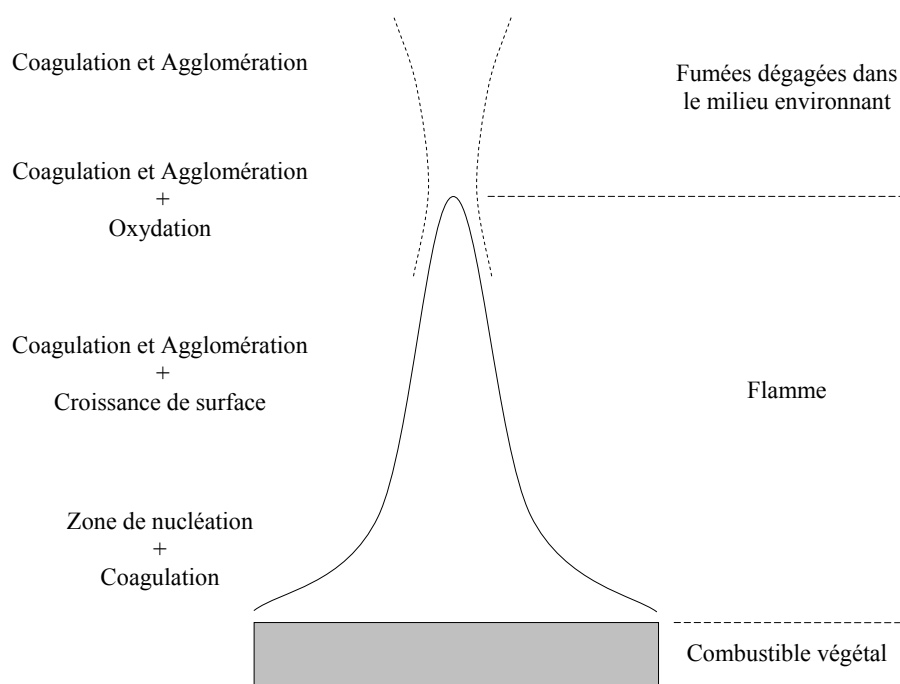 Coagulation et Agglomération
Fumées dégagées dans
le milieu environnant
Coagulation et Agglomération
+
Oxydation
Coagulation et Agglomération
+
Croissance de surface
Flamme
Zone de nucléation
+
Coagulation
Combustible végétal